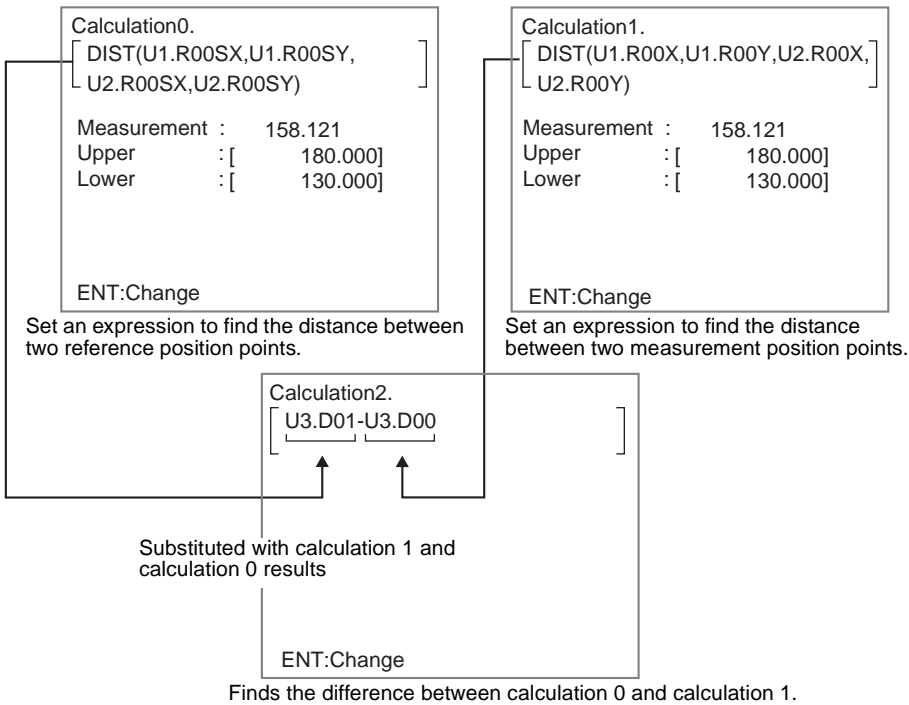 Calculation0.
DIST(U1.R00SX,U1.R00SY,
U2.R00SX,U2.R00SY)
Measurement : 158.121
Upper :[ 180.000]
Lower :[ 130.000]
ENT:Change
Set an expression to find the distance between
two reference position points.
Calculation1.
DIST(U1.R00X,U1.R00Y,U2.R00X,
U2.R00Y)
Measurement : 158.121
Upper :[ 180.000]
Lower :[ 130.000]
ENT:Change
Set an expression to find the distance
between two measurement position points.
Calculation2.
U3.D01-U3.D00
Substituted with calculation 1 and
calculation 0 results
ENT:Change
Finds the difference between calculation 0 and calculation 1.